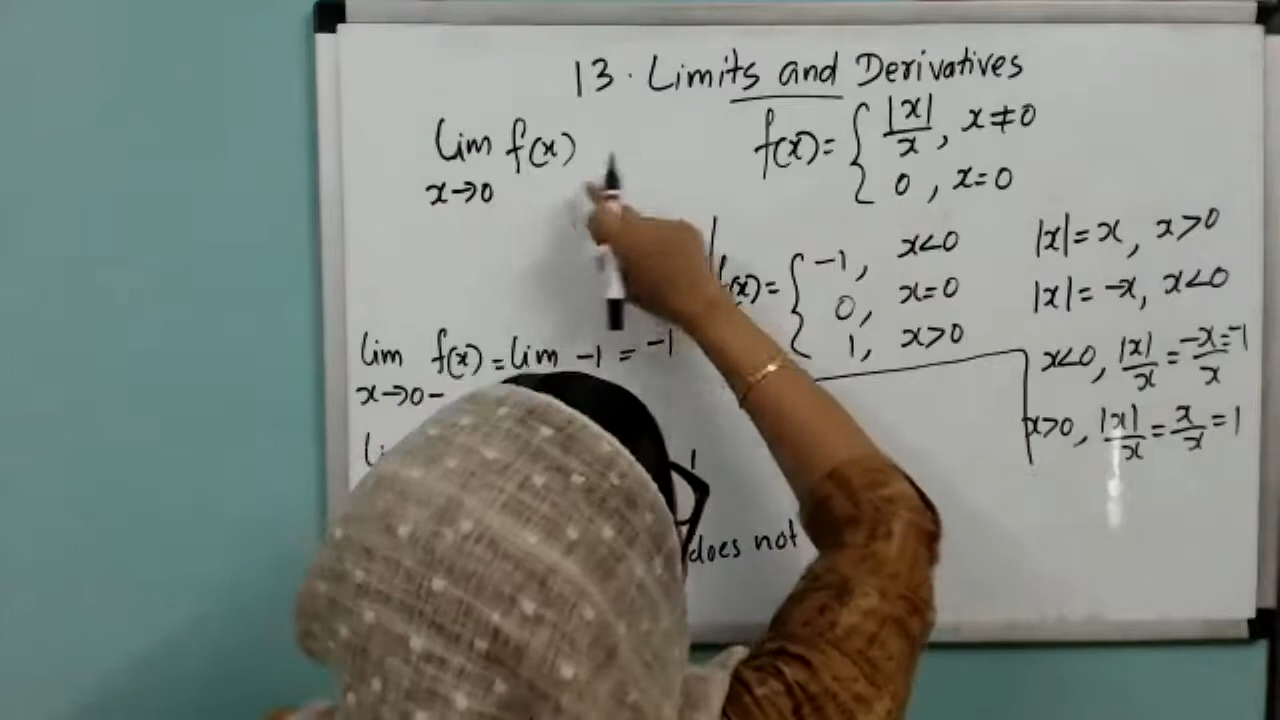 13. Limits and Derivatives
lim f(x)
x→0
f(x) = { |x|/x, x≠0
0, x=0
f(x) = { -1, x<0
0, x=0
1, x>0
|x| = x, x>0
|x| = -x, x<0
x<0, |x|/x = -x/x = -1
x>0, |x|/x = x/x = 1
lim f(x) = lim -1 = -1
x→0-
does not